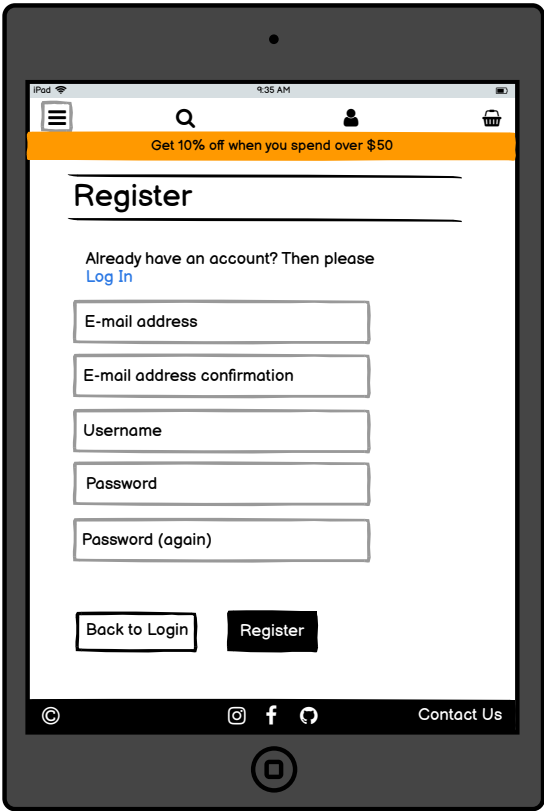 iPad 9:35 AM
Get 10% off when you spend over $50
Register
Already have an account? Then please
Log In
E-mail address
E-mail address confirmation
Username
Password
Password (again)
Back to Login Register
© Contact Us